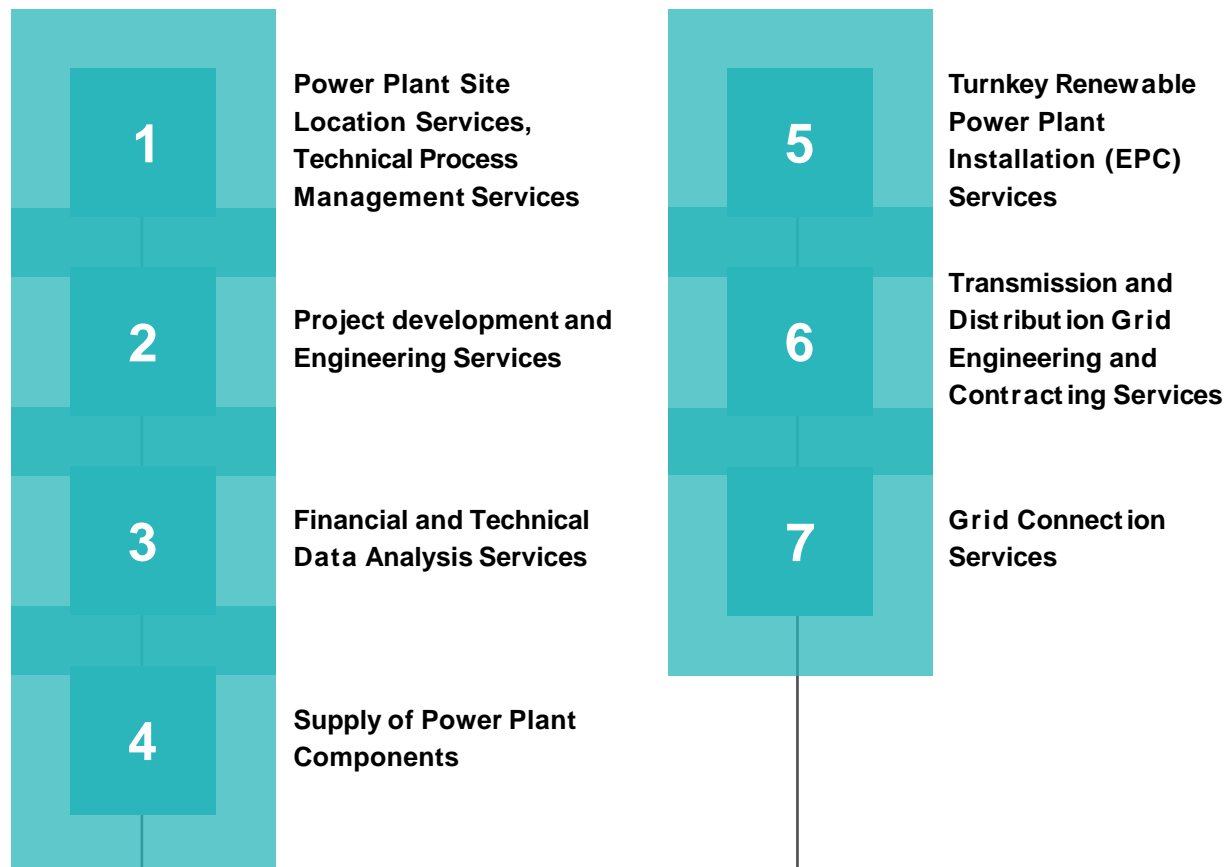 1
Power Plant Site
Location Services,
Technical Process
Management Services
2
Project development and
Engineering Services
3
Financial and Technical
Data Analysis Services
4
Supply of Power Plant
Components
5
Turnkey Renewable
Power Plant
Installation (EPC)
Services
6
Transmission and
Distribution Grid
Engineering and
Contracting Services
7
Grid Connection
Services